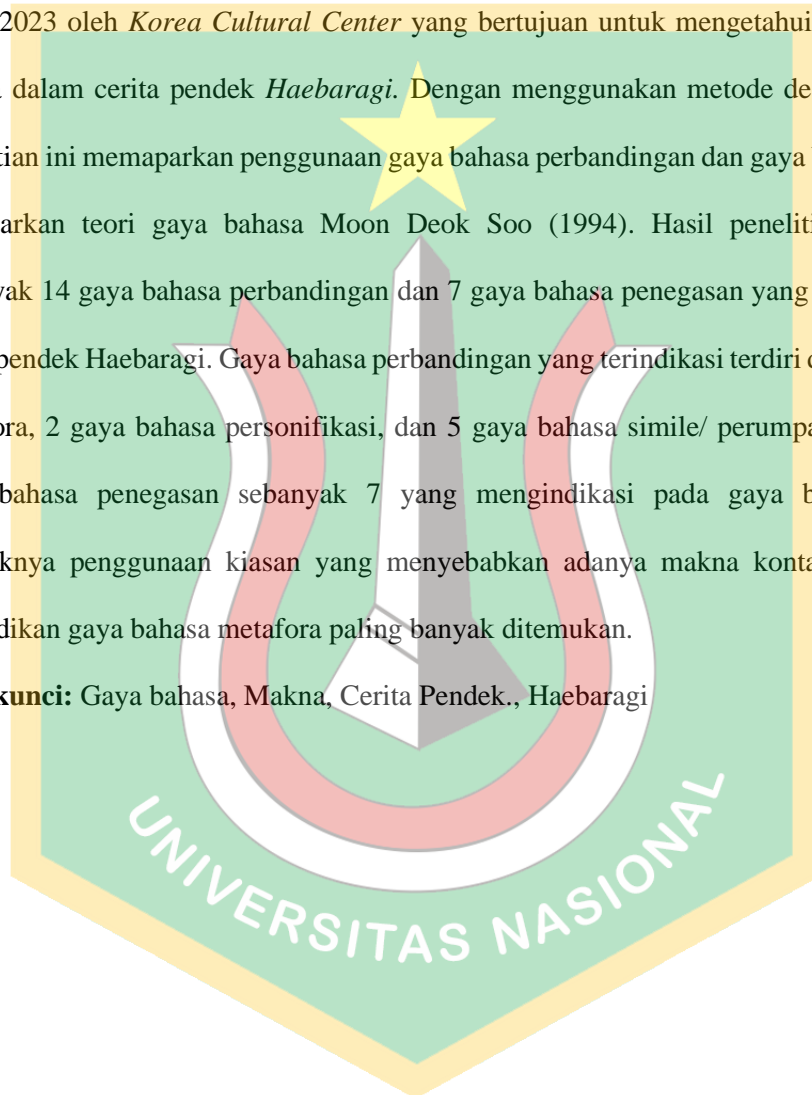 2023 oleh Korea Cultural Center yang bertujuan untuk mengetahui
dalam cerita pendek Haebaragi. Dengan menggunakan metode de
tian ini memaparkan penggunaan gaya bahasa perbandingan dan gaya
arkan teori gaya bahasa Moon Deok Soo (1994). Hasil peneliti
yak 14 gaya bahasa perbandingan dan 7 gaya bahasa penegasan yang
pendek Haebaragi. Gaya bahasa perbandingan yang terindikasi terdiri
ora, 2 gaya bahasa personifikasi, dan 5 gaya bahasa simile/ perumpa
bahasa penegasan sebanyak 7 yang mengindikasi pada gaya b
knya penggunaan kiasan yang menyebabkan adanya makna konta
dikan gaya bahasa metafora paling banyak ditemukan.
kunci: Gaya bahasa, Makna, Cerita Pendek., Haebaragi
UNIVERSITAS NASIONAL